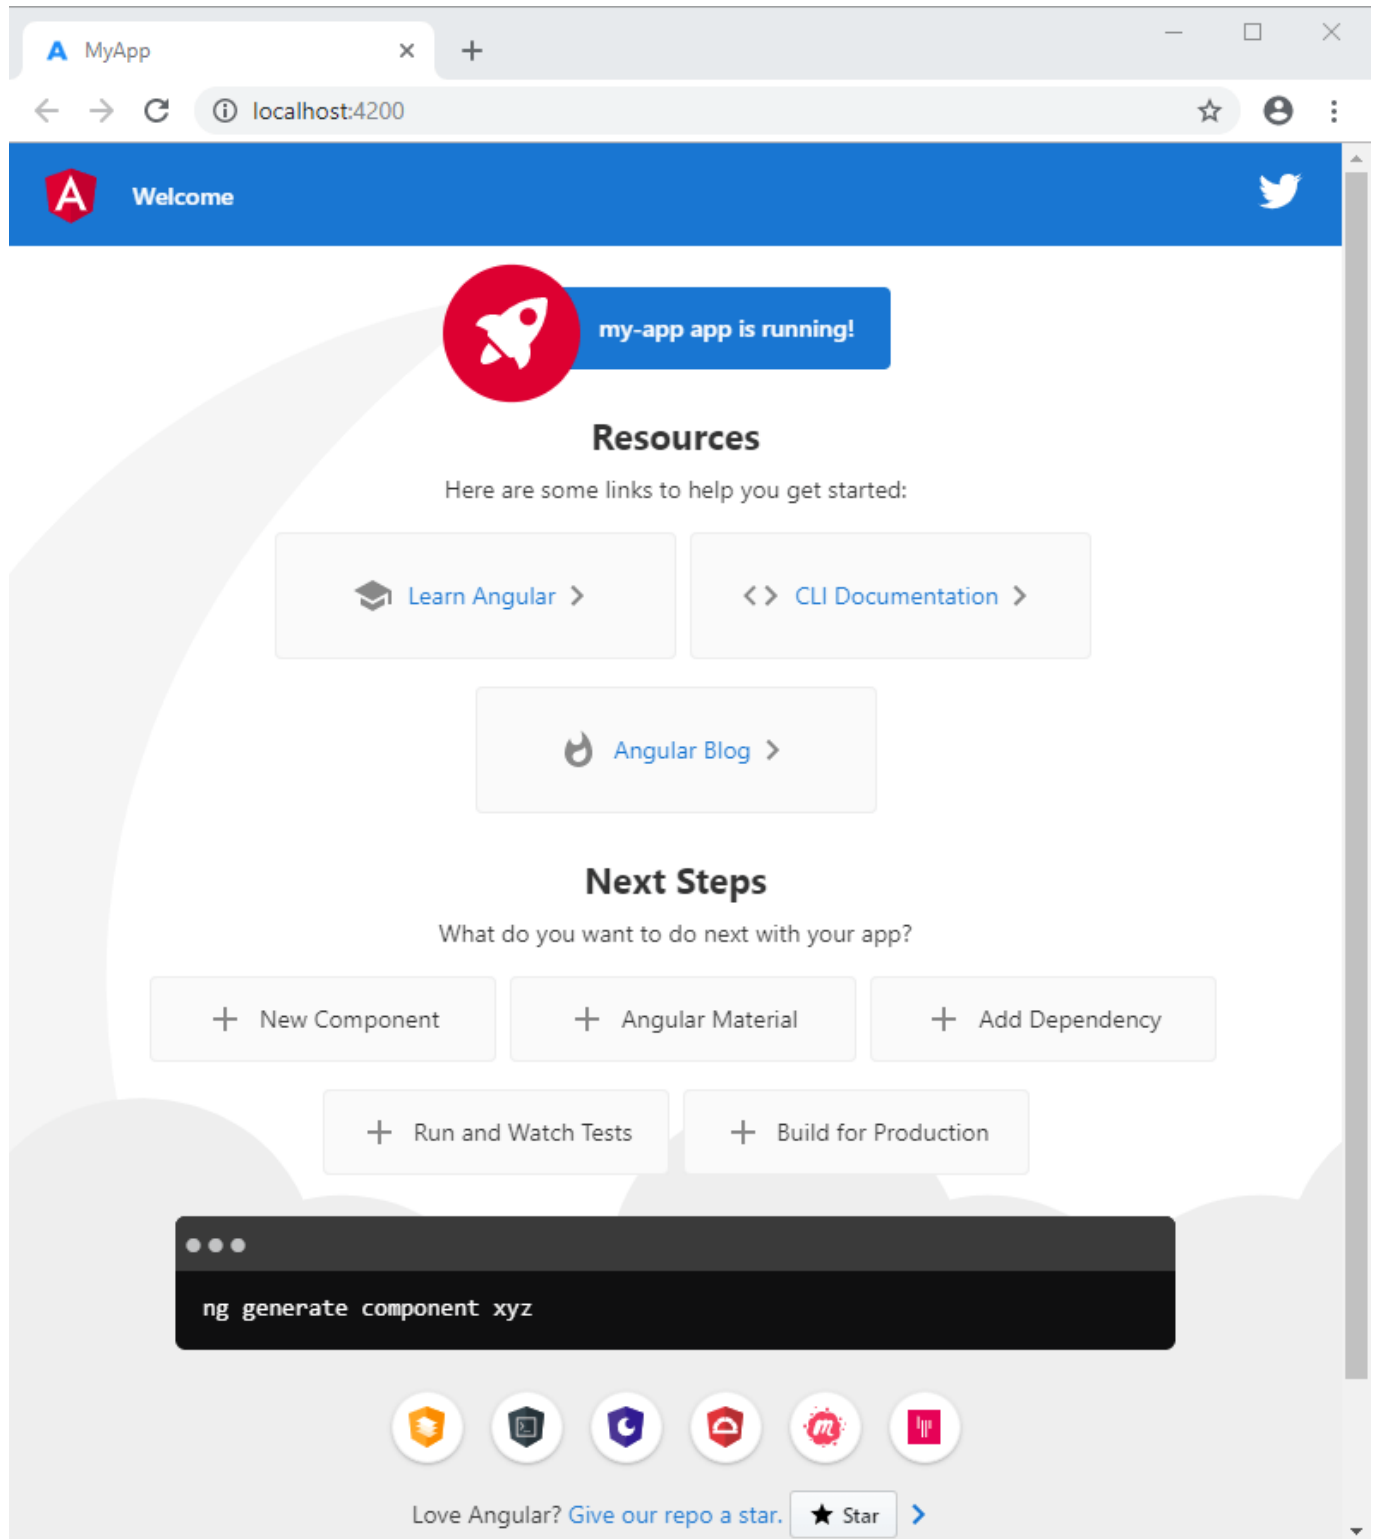 MyApp
localhost:4200
Welcome
my-app app is running!
Resources
Here are some links to help you get started:
Learn Angular
CLI Documentation
Angular Blog
Next Steps
What do you want to do next with your app?
New Component
Angular Material
Add Dependency
Run and Watch Tests
Build for Production
ng generate component xyz
Love Angular? Give our repo a star. Star